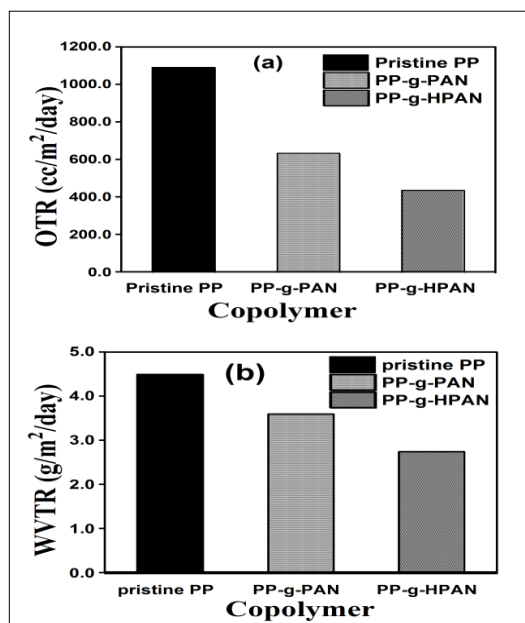 1200.0
1000.0
800.0
600.0
400.0
200.0
0.0
OTR (cc/m²/day)
(a)
Pristine PP
PP-g-PAN
PP-g-HPAN
Pristine PP PP-g-PAN PP-g-HPAN
Copolymer
5.0
4.0
3.0
2.0
1.0
0.0
WVTR (g/m²/day)
(b)
pristine PP
PP-g-PAN
PP-g-HPAN
pristine PP PP-g-PAN PP-g-HPAN
Copolymer